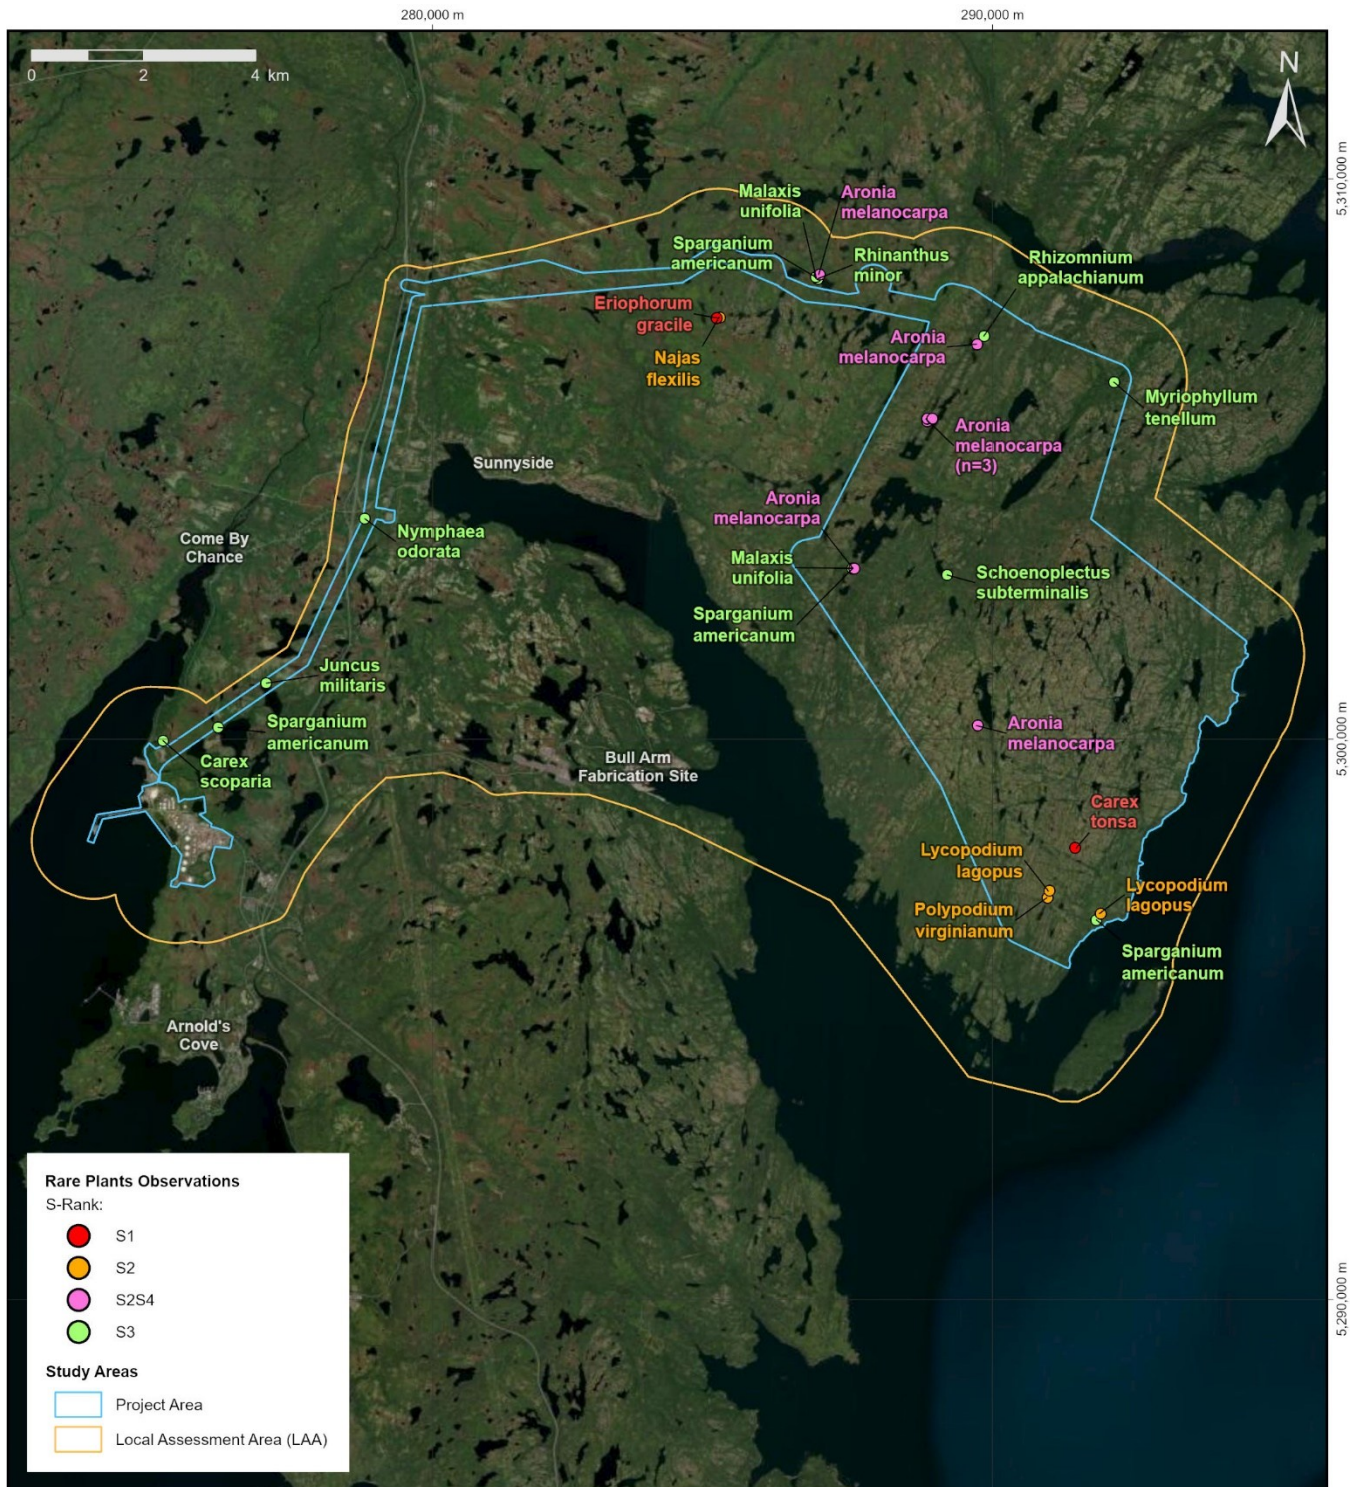 280,000 m
290,000 m
0
2
4 km
N
5,310,000 m
Malaxis
unifolia
Aronia
melanocarpa
Sparganium
americanum
Rhinanthus
minor
Rhizomnium
appalachianum
Eriophorum
gracile
Najas
flexilis
Aronia
melanocarpa
Myriophyllum
tenellum
Aronia
melanocarpa
(n=3)
Sunnyside
Aronia
melanocarpa
Nymphaea
odorata
Come By
Chance
Malaxis
unifolia
Schoenoplectus
subterminalis
Sparganium
americanum
Juncus
militaris
Sparganium
americanum
Carex
scoparia
Aronia
melanocarpa
5,300,000 m
Bull Arm
Fabrication Site
Carex
tonsa
Lycopodium
lagopus
Lycopodium
lagopus
Polypodium
virginianum
Sparganium
americanum
Arnold's
Cove
5,290,000 m
Rare Plants Observations
S-Rank:
S1
S2
S2S4
S3
Study Areas
Project Area
Local Assessment Area (LAA)